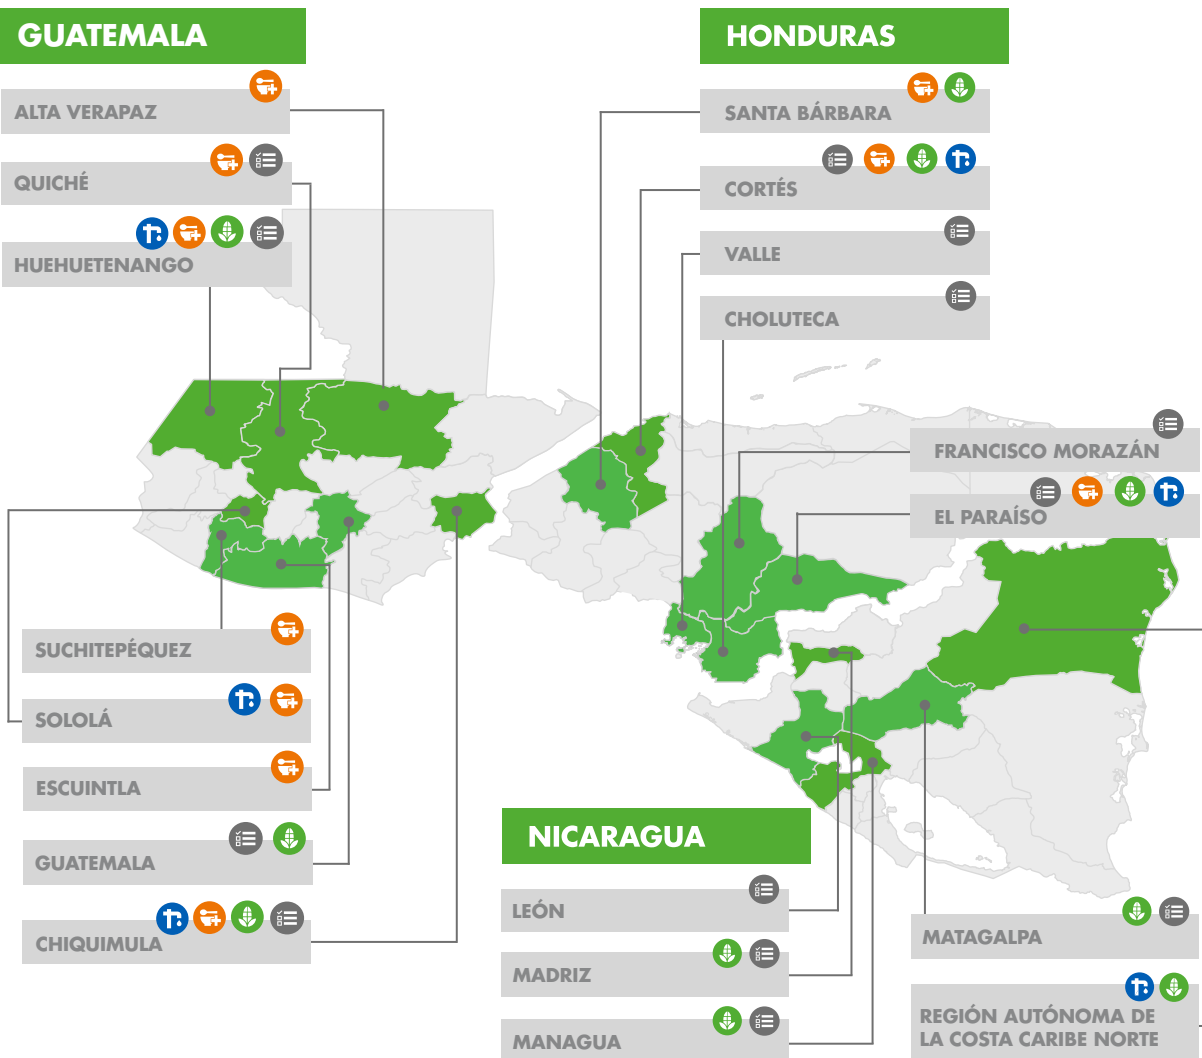 GUATEMALA
ALTA VERAPAZ
QUICHÉ
HUEHUETENANGO
SUCHITEPÉQUEZ
SOLOLÁ
ESCUINTLA
GUATEMALA
CHIQUIMULA
HONDURAS
SANTA BÁRBARA
CORTÉS
VALLE
CHOLUTECA
FRANCISCO MORAZÁN
EL PARAÍSO
NICARAGUA
LEÓN
MADRIZ
MANAGUA
MATAGALPA
REGIÓN AUTÓNOMA DE
LA COSTA CARIBE NORTE